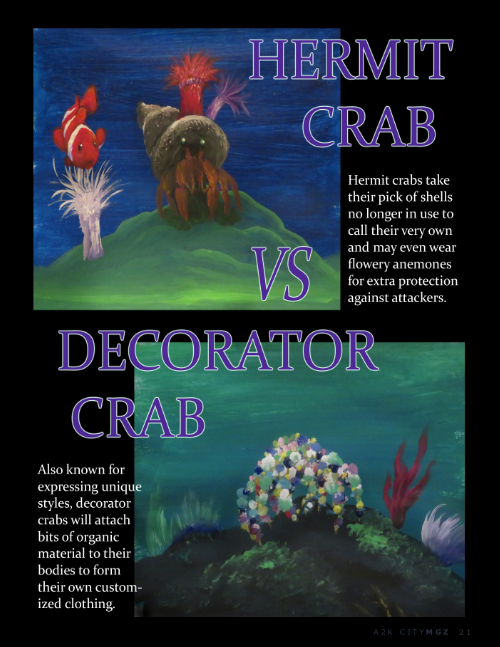 HERMIT
CRAB
Hermit crabs take
their pick of shells
no longer in use to
call their very own
and may even wear
flowery anemones
for extra protection
against attackers.
VS
DECORATOR
CRAB
Also known for
expressing unique
styles, decorator
crabs will attach
bits of organic
material to their
bodies to form
their own custom-
ized clothing.
A2K CITYMGZ 21